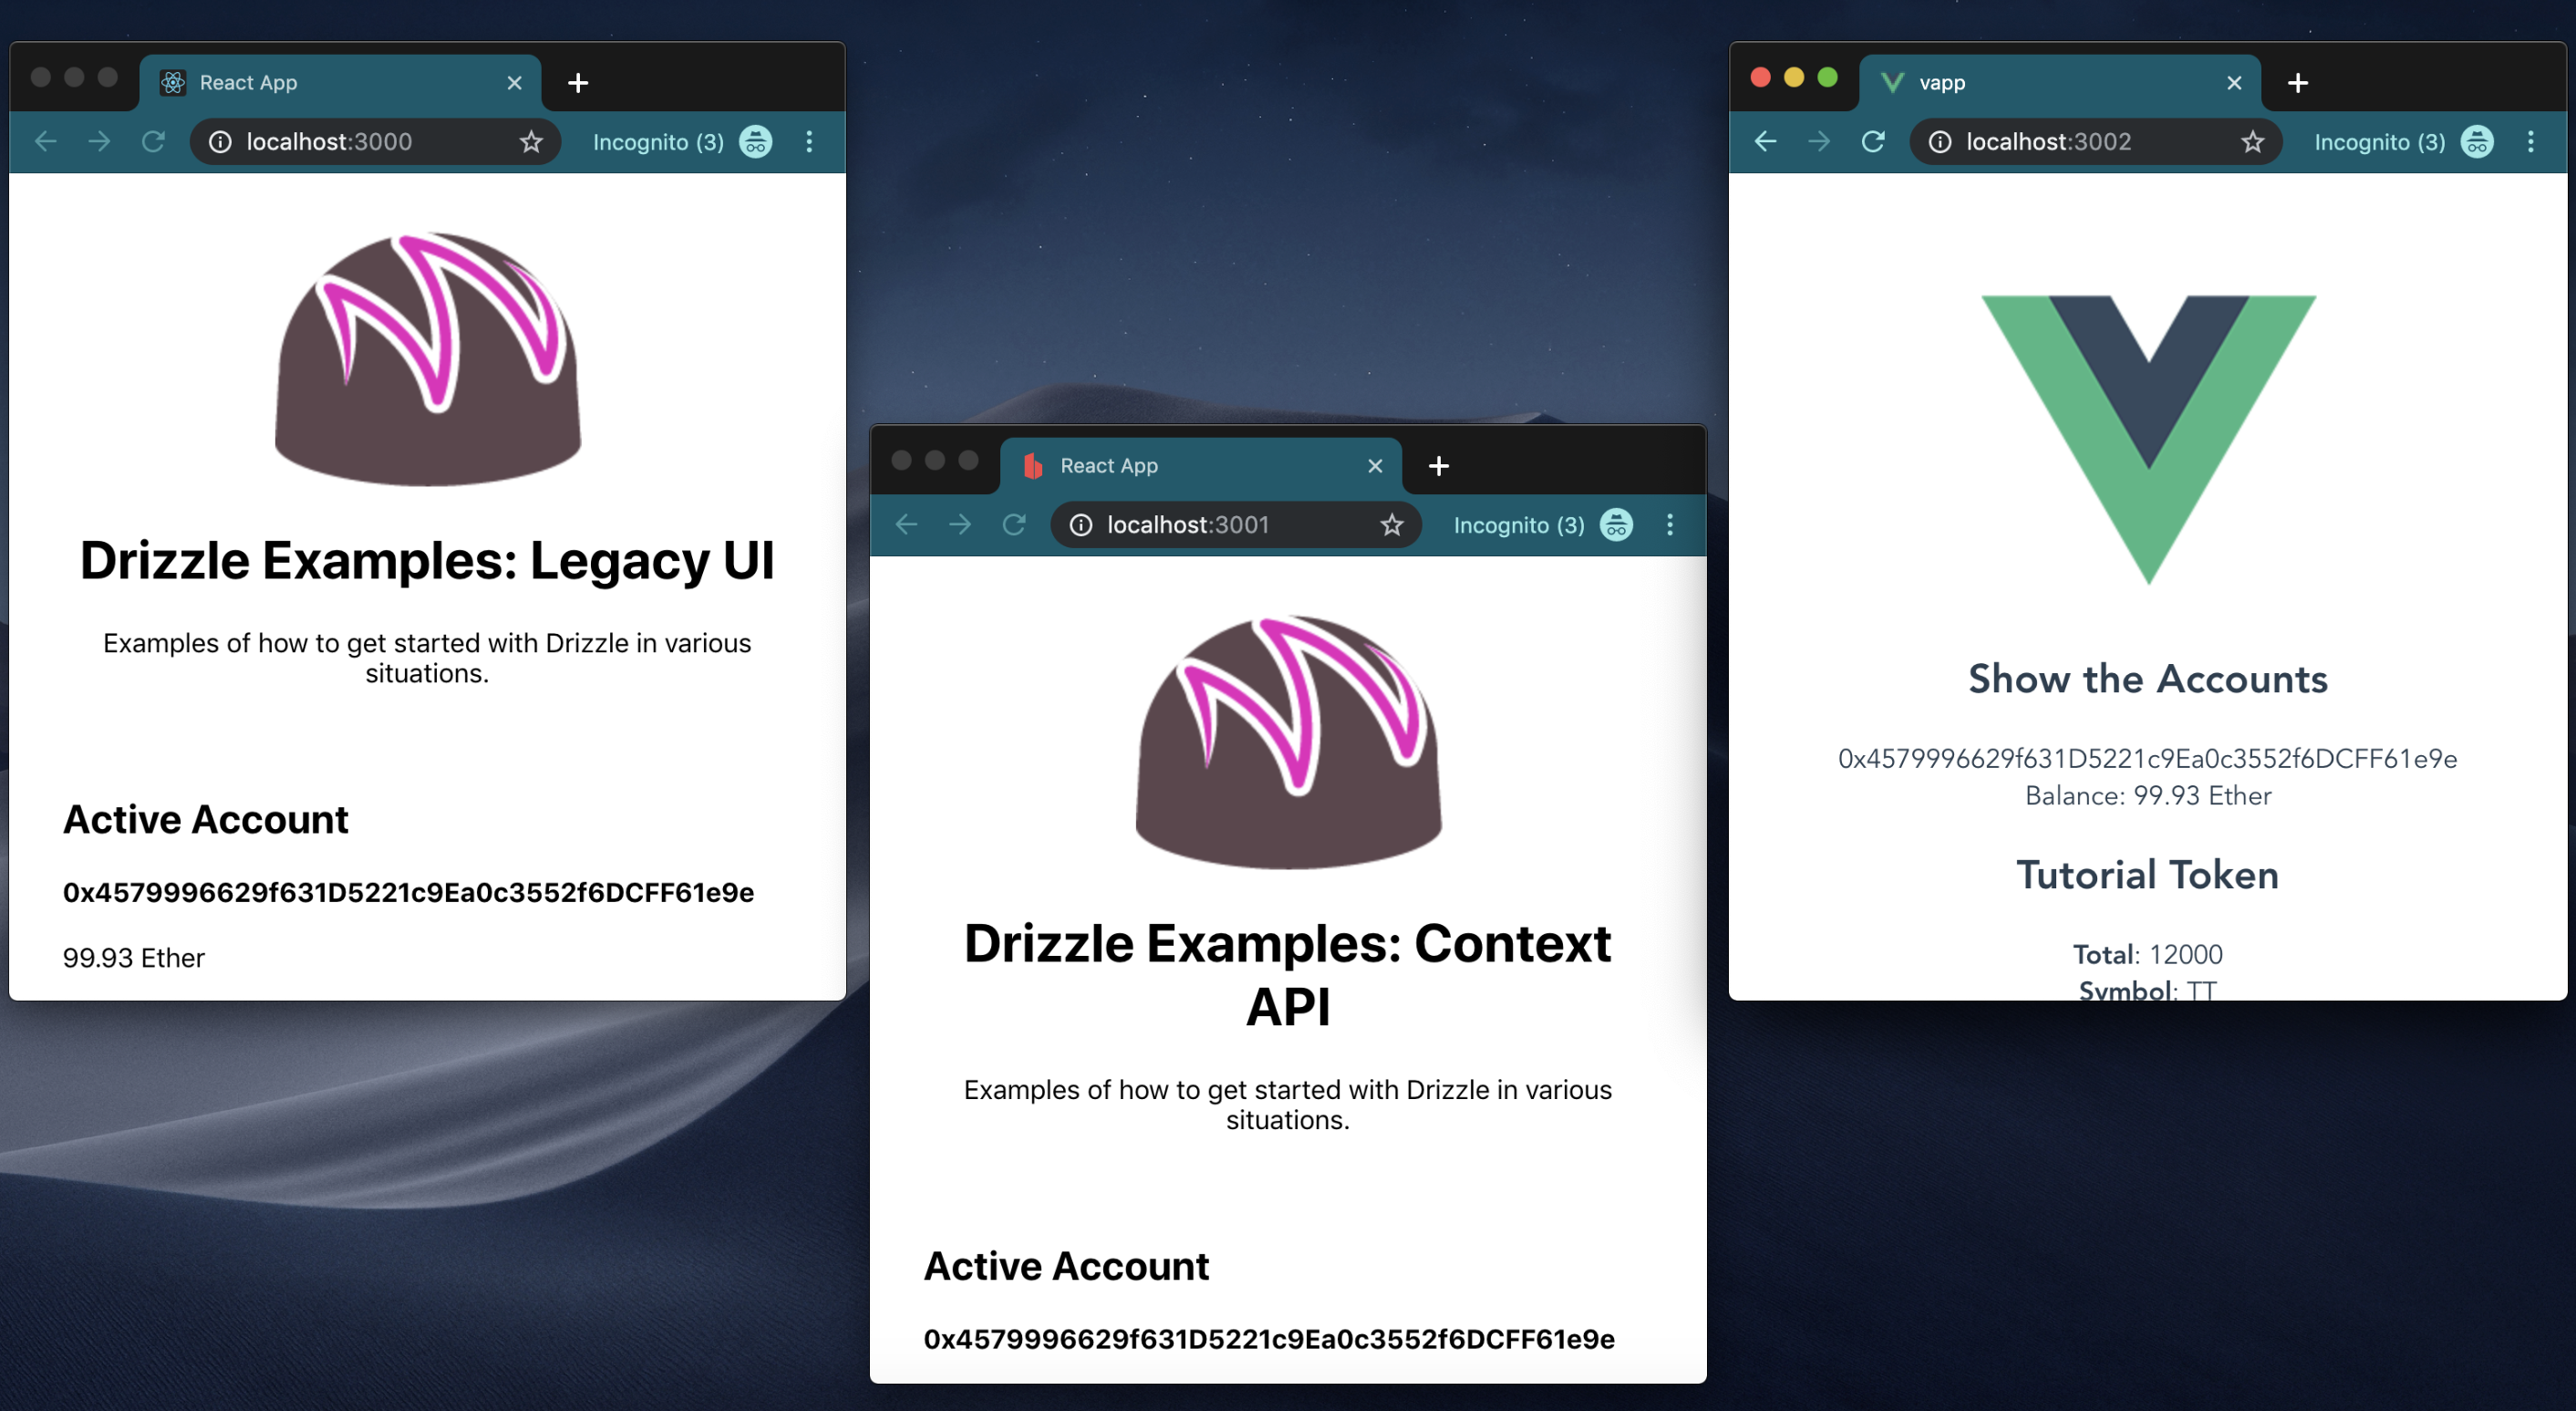 React App
localhost:3000
Incognito (3)
Drizzle Examples: Legacy UI
Examples of how to get started with Drizzle in various
situations.
Active Account
0x4579996629f631D5221c9Ea0c3552f6DCFF61e9e
99.93 Ether
React App
localhost:3001
Incognito (3)
Drizzle Examples: Context
API
Examples of how to get started with Drizzle in various
situations.
Active Account
0x4579996629f631D5221c9Ea0c3552f6DCFF61e9e
vapp
localhost:3002
Incognito (3)
Show the Accounts
0x4579996629f631D5221c9Ea0c3552f6DCFF61e9e
Balance: 99.93 Ether
Tutorial Token
Total: 12000
Symbol: TT